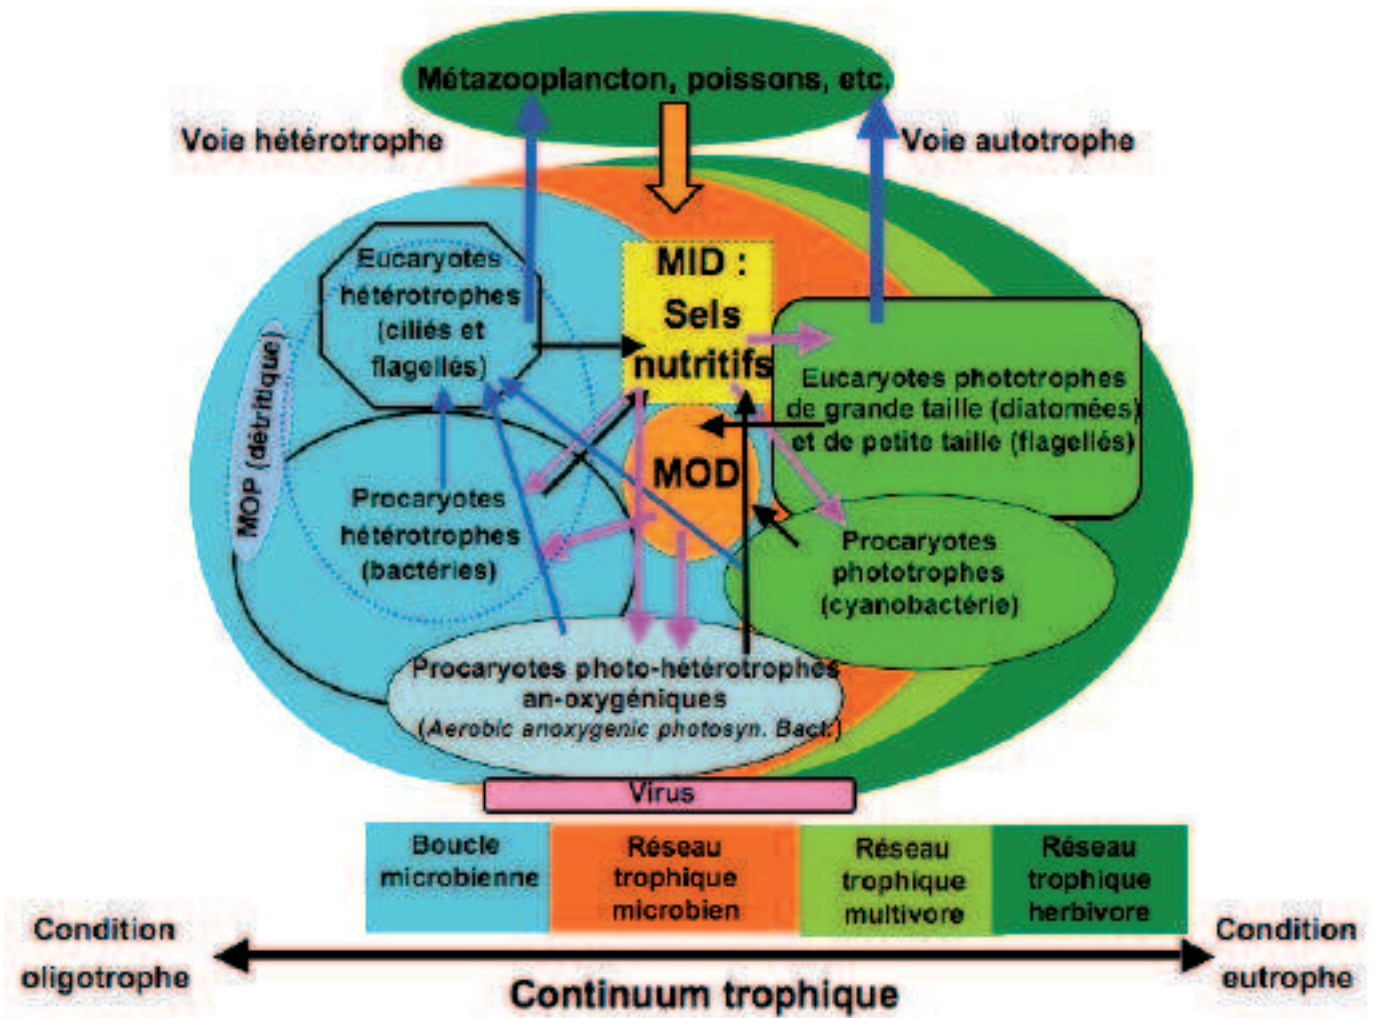 Métazooplancton, poissons, etc.
Voie hétérotrophe
Voie autotrophe
Eucaryotes
hétérotrophes
(ciliés et
flagellés)
MID :
Sels
nutritifs
Eucaryotes phototrophes
de grande taille (diatomées)
et de petite taille (flagellés)
MOP (détritique)
MOD
Procaryotes
hétérotrophes
(bactéries)
Procaryotes
phototrophes
(cyanobactérie)
Procaryotes photo-hétérotrophes
an-oxygéniques
(Aerobic anoxygenic photosyn. Bact.)
Virus
Boucle
microbienne
Réseau
trophique
microbien
Réseau
trophique
multivore
Réseau
trophique
herbivore
Condition
oligotrophe
Condition
eutrophe
Continuum trophique